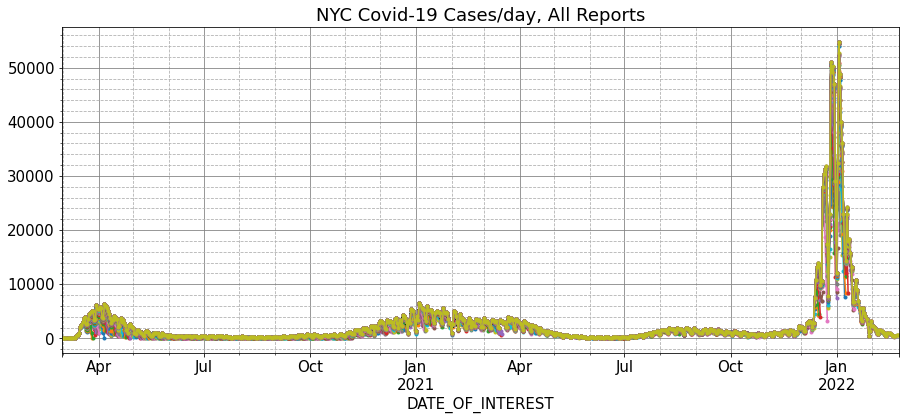 NYC Covid-19 Cases/day, All Reports
50000
40000
30000
20000
10000
0
Apr Jul Oct Jan Apr Jul Oct Jan
2021 2022
DATE_OF_INTEREST